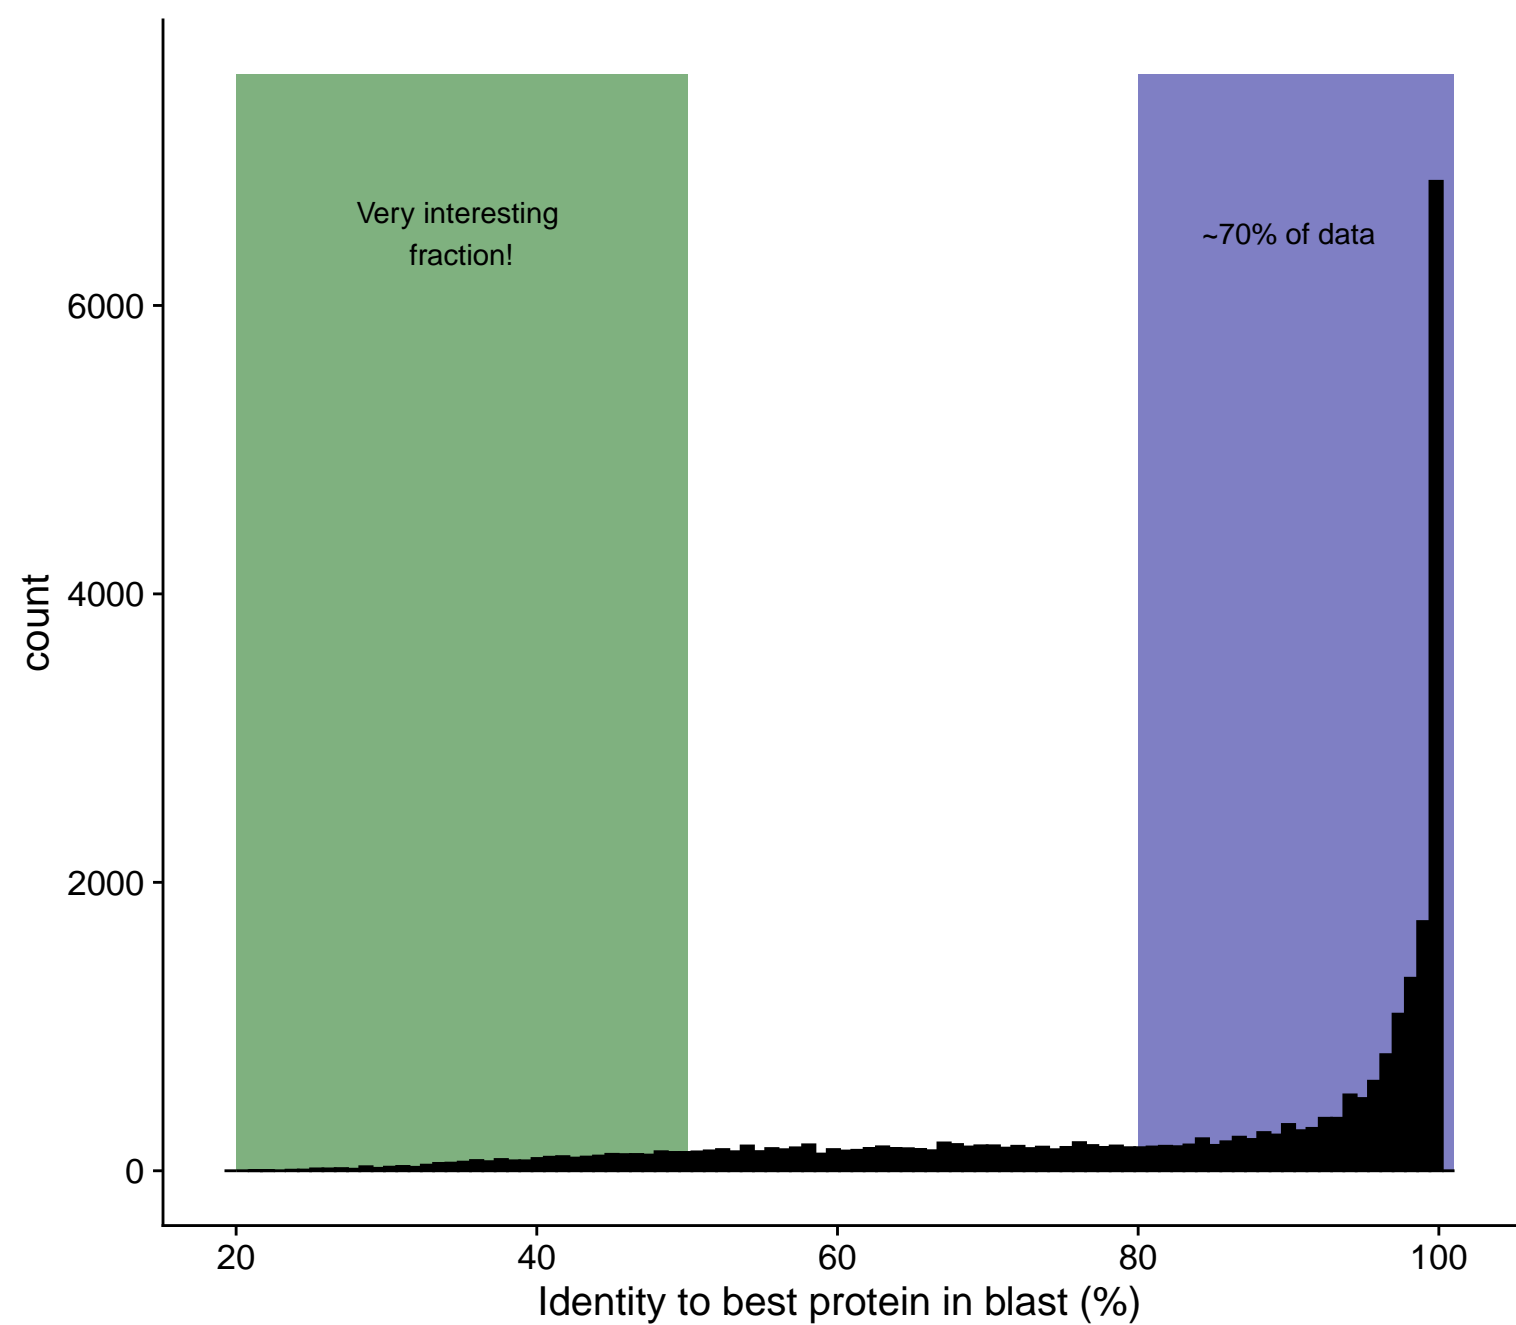 Very interesting
fraction!
~70% of data
6000
4000
2000
0
count
20
40
60
80
100
Identity to best protein in blast (%)